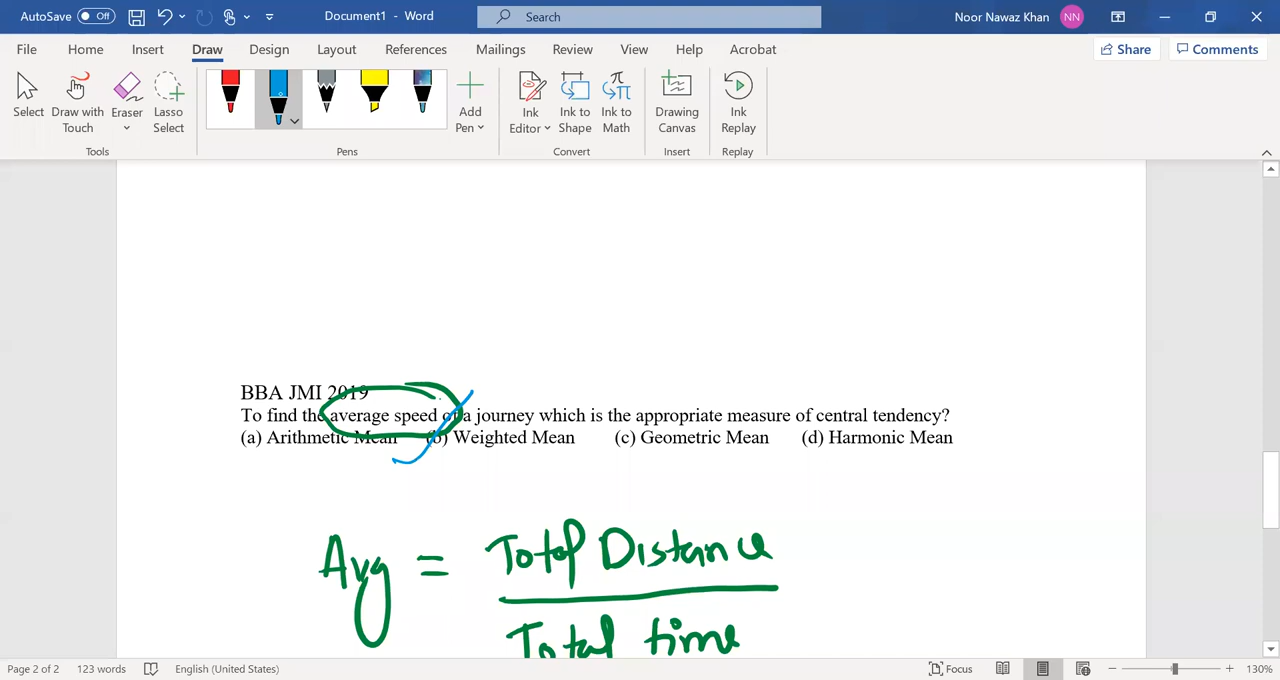 AutoSave Off Document1 - Word Search Noor Nawaz Khan NN
File Home Insert Draw Design Layout References Mailings Review View Help Acrobat Share Comments
Select Draw with Touch Eraser Lasso Select Add Pen Ink Editor Ink to Shape Ink to Math Drawing Canvas Ink Replay
Tools Pens Convert Insert Replay
BBA JMI 2019
To find the average speed of a journey which is the appropriate measure of central tendency?
(a) Arithmetic Mean (b) Weighted Mean (c) Geometric Mean (d) Harmonic Mean
Avg = Total Distance
Total time
Page 2 of 2 123 words English (United States) Focus 130%